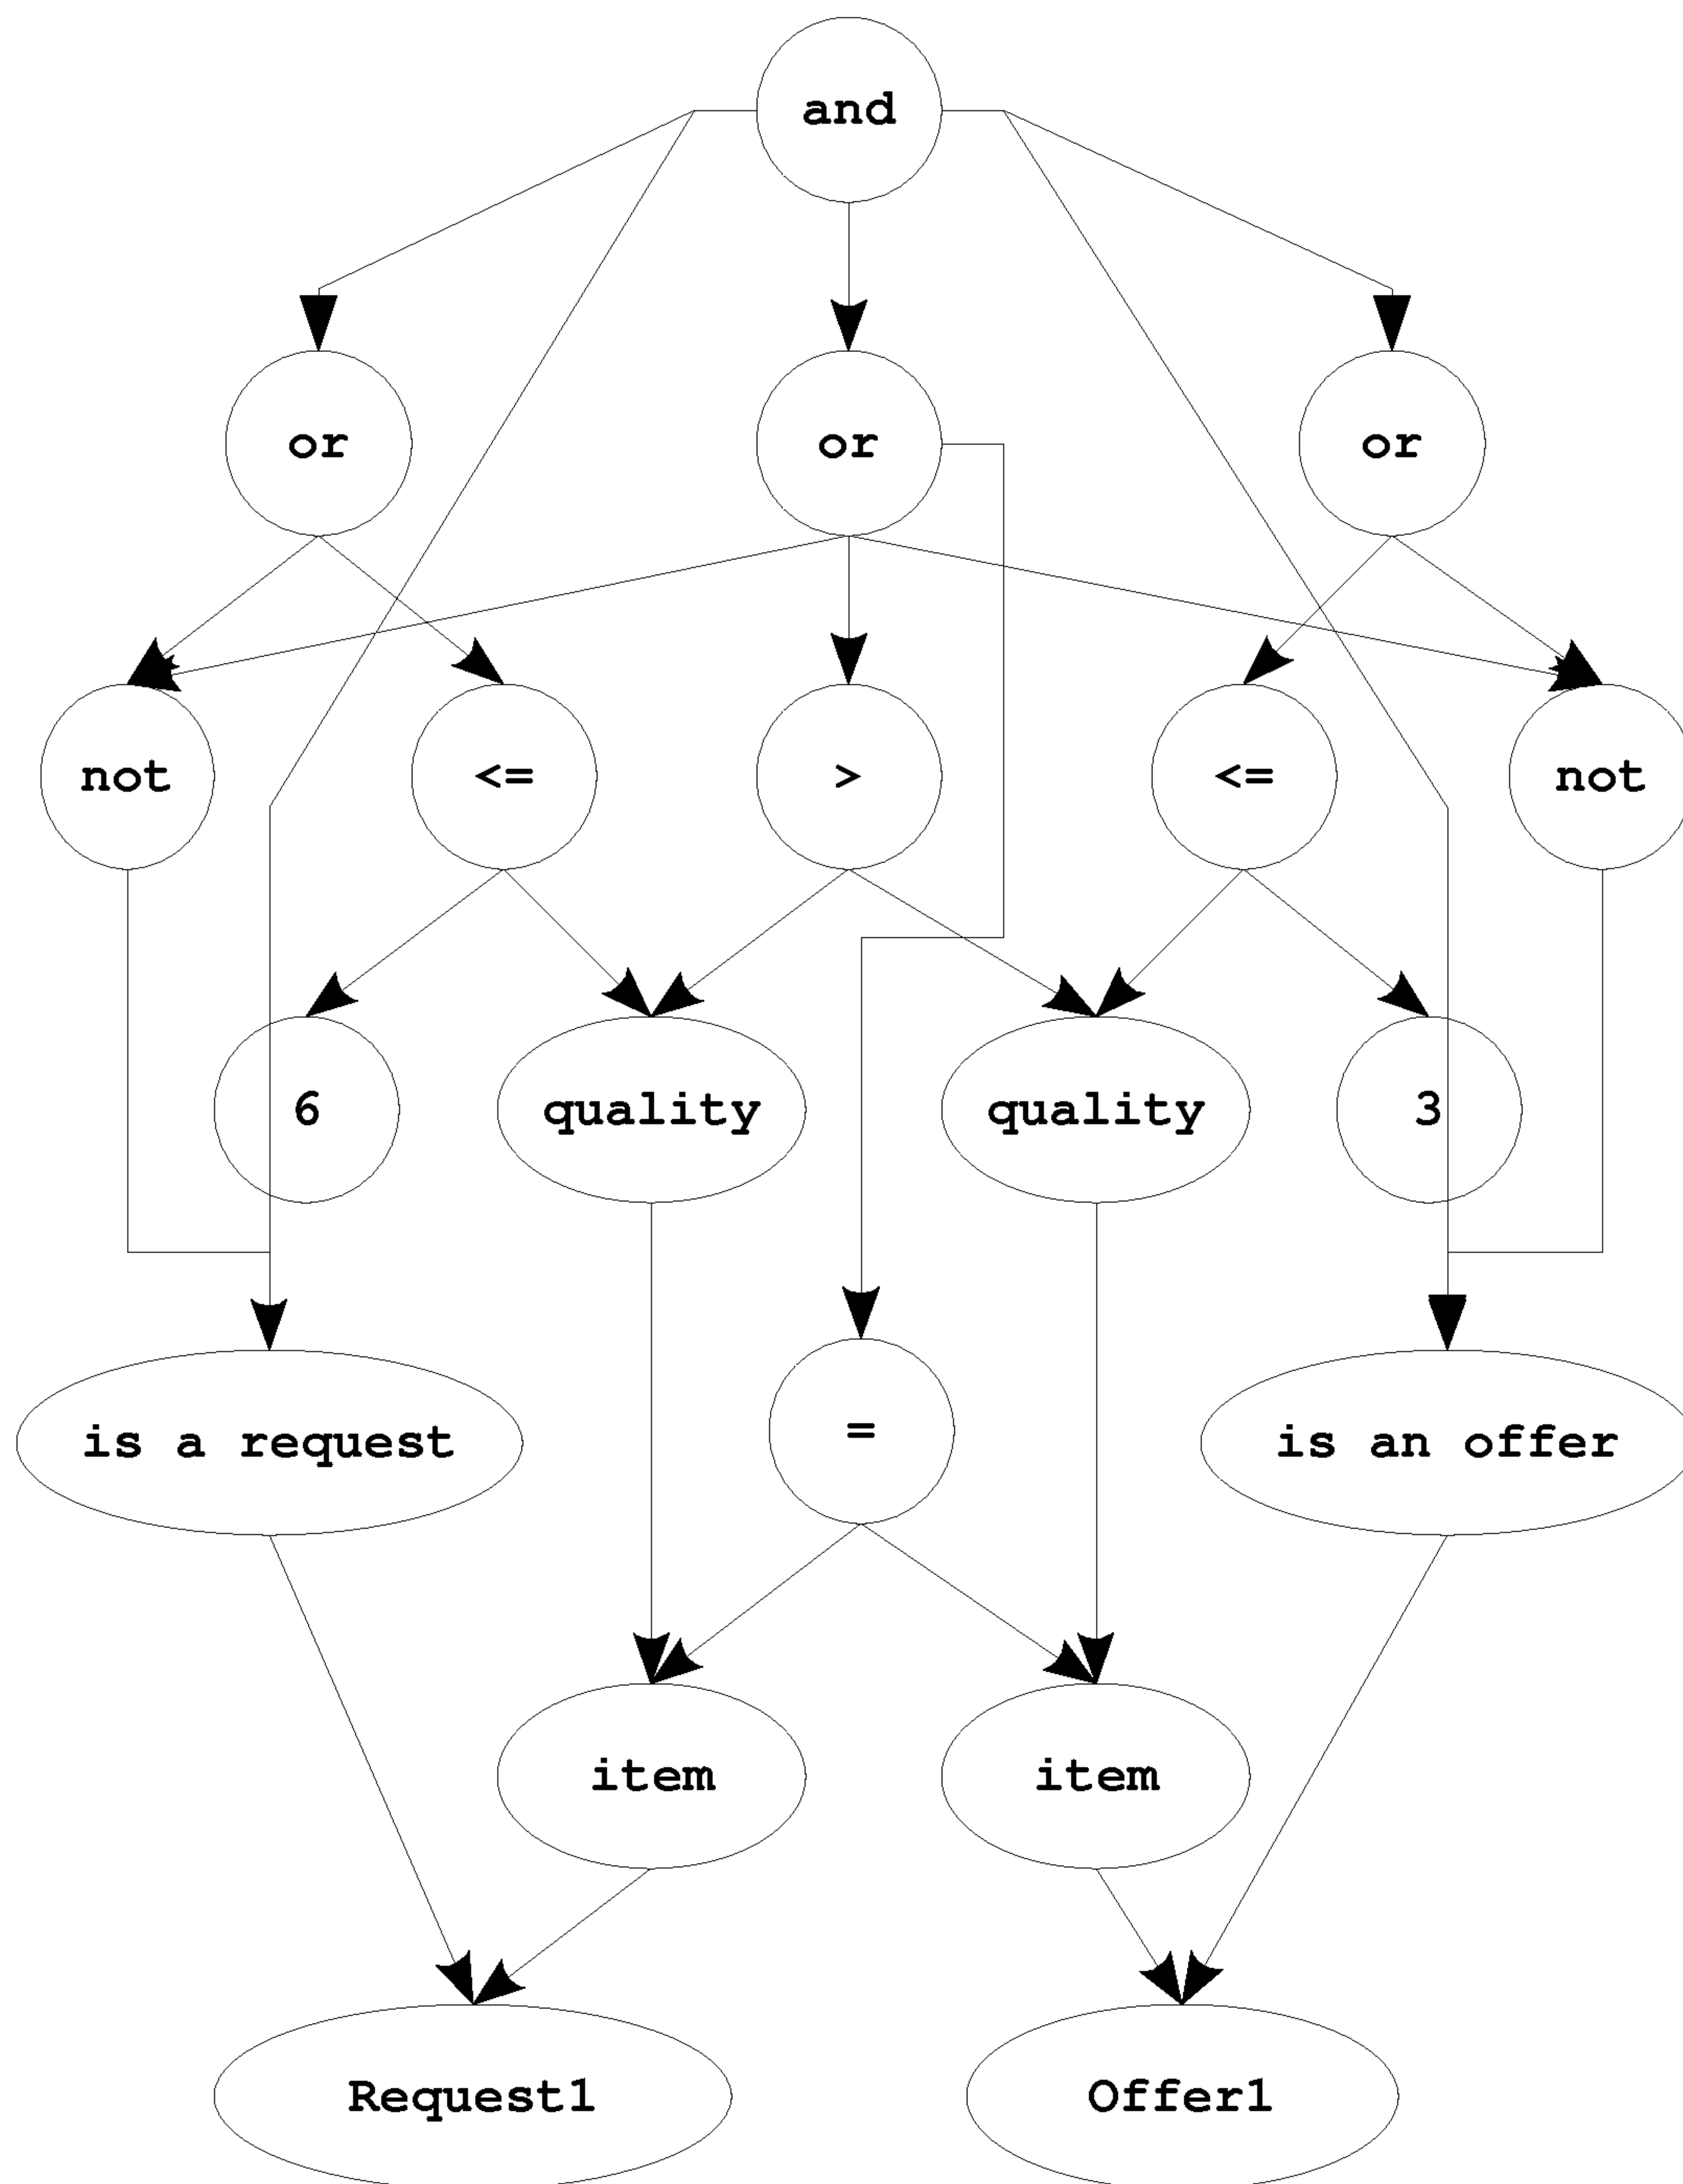 and
or
or
or
not
<=
>
<=
not
6
quality
quality
3
is a request
=
is an offer
item
item
Request1
Offer1